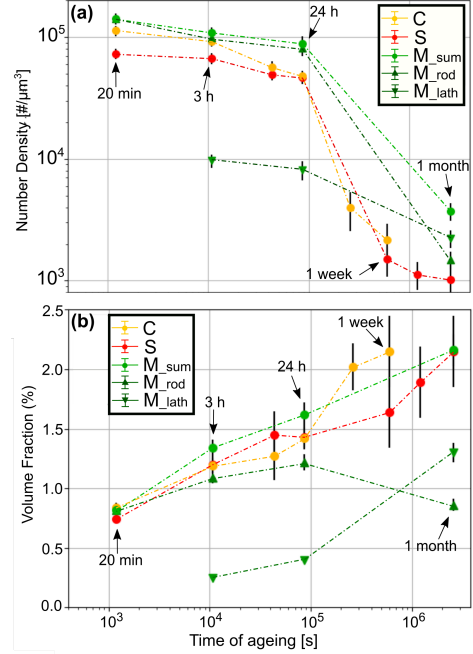 (a)
24 h
C
S
M_sum
M_rod
M_lath
10⁵
20 min
3 h
10⁴
1 month
1 week
10³
Number Density [#/μm³]
(b)
C
S
M_sum
M_rod
M_lath
1 week
24 h
3 h
20 min
1 month
2.5
2.0
1.5
1.0
0.5
0.0
Volume Fraction (%)
10³
10⁴
10⁵
10⁶
Time of ageing [s]